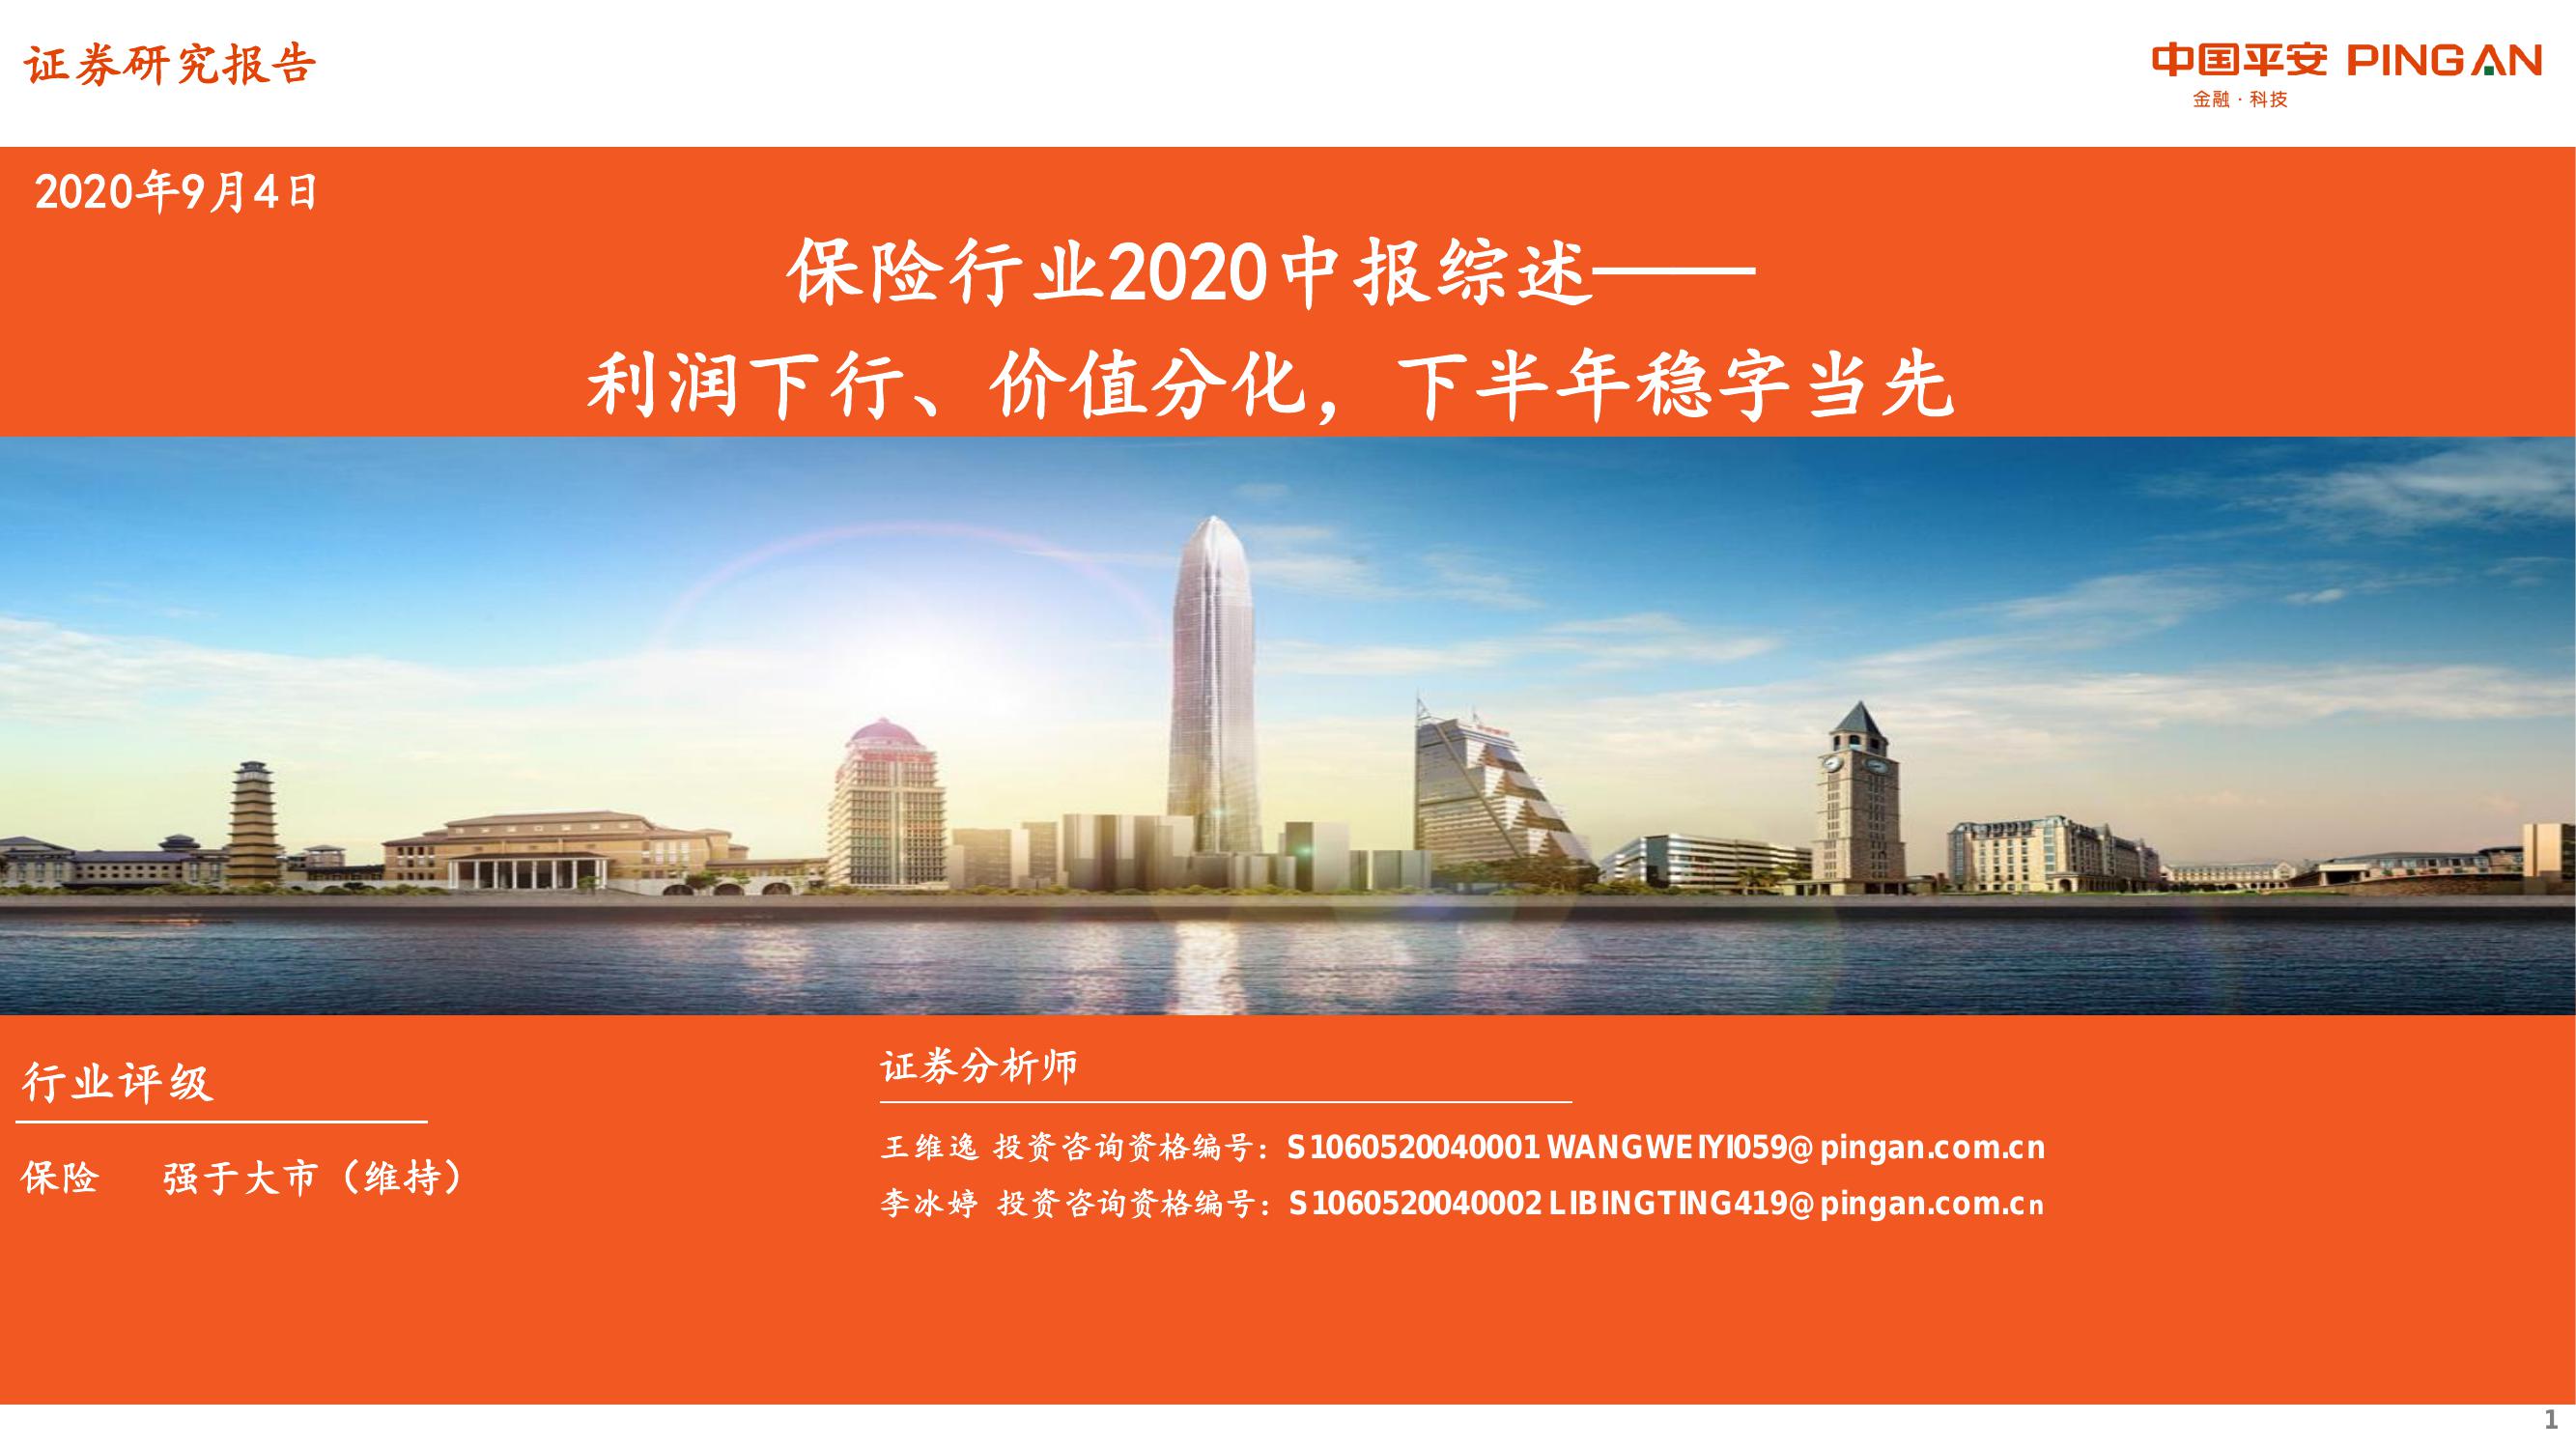 证券研究报告
中国平安 PINGAN
金融·科技
2020年9月4日
保险行业2020中报综述——
利润下行、价值分化，下半年稳字当先
行业评级
保险 强于大市（维持）
证券分析师
王维逸 投资咨询资格编号：S1060520040001 WANGWEIYI059@pingan.com.cn
李冰婷 投资咨询资格编号：S1060520040002 LIBINGTING419@pingan.com.cn
1